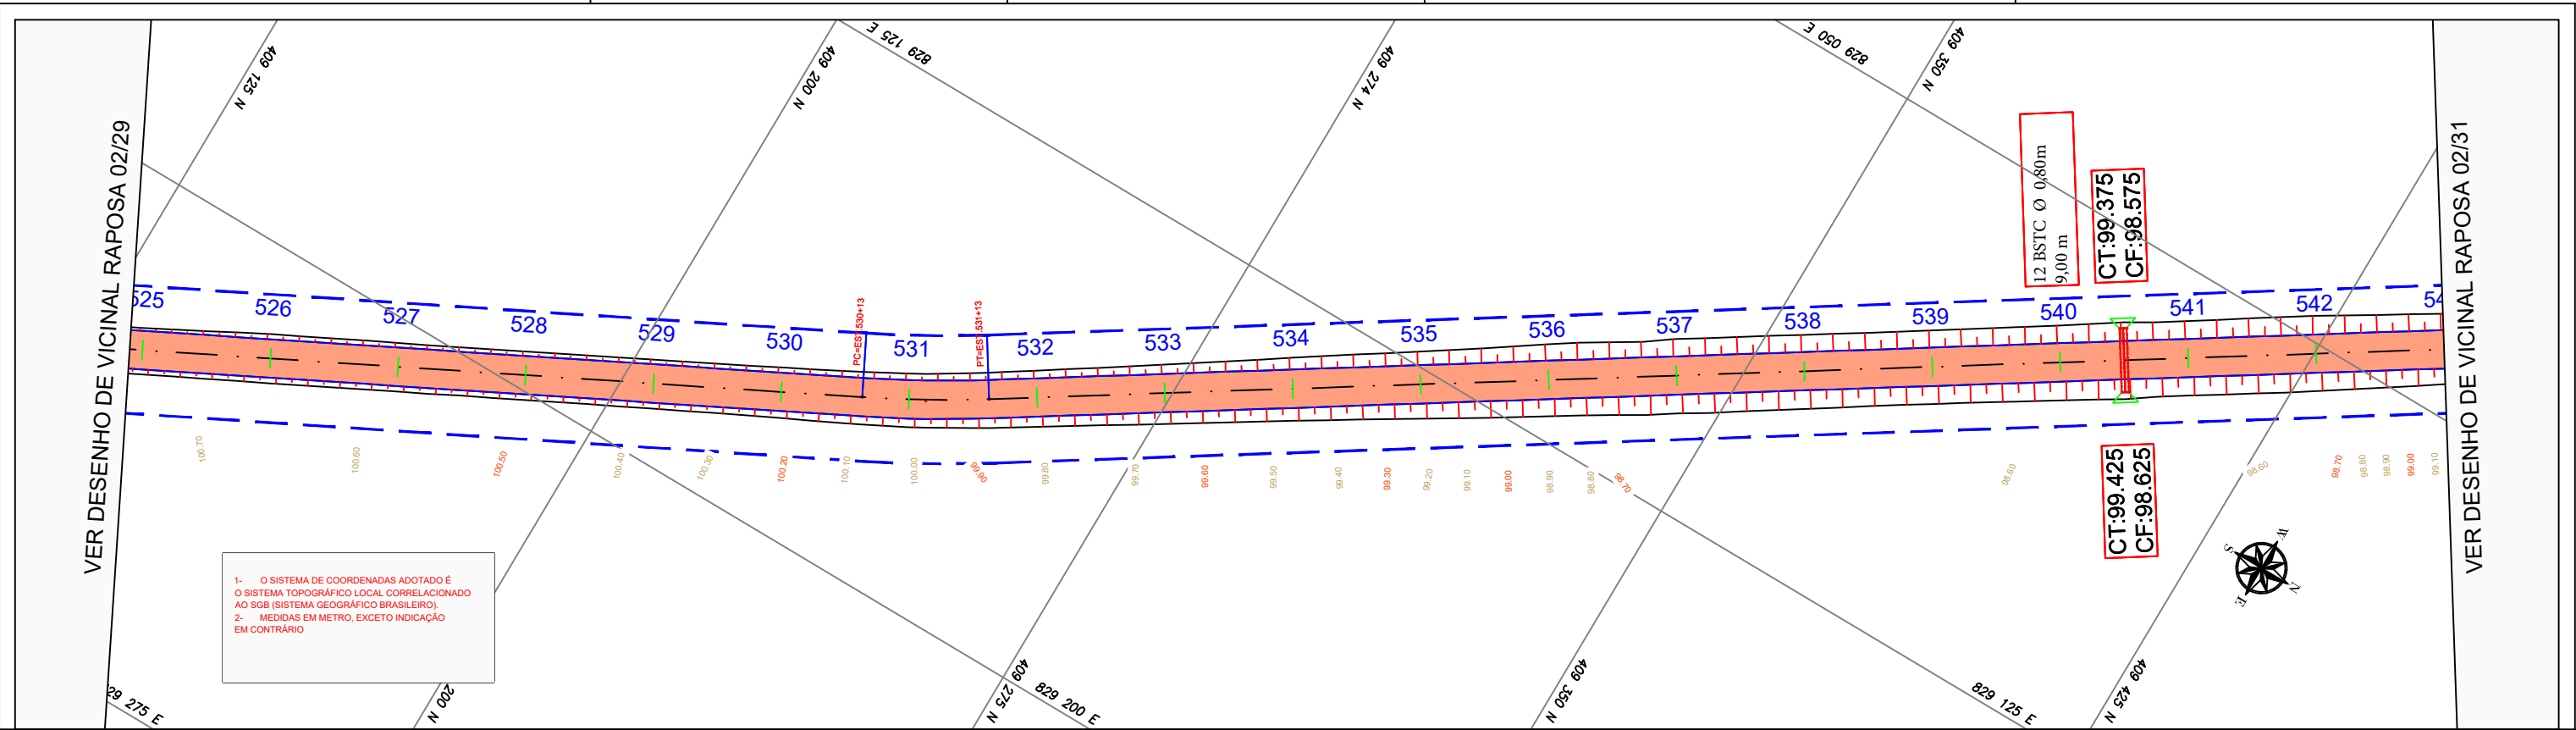 VER DESENHO DE VICINAL RAPOSA 02/29
409 125 N
409 200 N
829 125 E
409 274 N
829 050 E
409 350 N
12 BSTC Ø 0,80m
9,00 m
CT:99.375
CF:98.575
VER DESENHO DE VICINAL RAPOSA 02/31
525
526
527
528
529
530
PC=EST.530+13
531
PT=EST.531+13
532
533
534
535
536
537
538
539
540
541
542
54
100.70
100.60
100.50
100.40
100.30
100.20
100.10
100.00
99.90
99.80
99.70
99.60
99.50
99.40
99.30
99.20
99.10
99.00
98.90
98.80
98.70
98.60
98.60
98.70
98.80
98.90
99.00
99.10
CT:99.425
CF:98.625
1- O SISTEMA DE COORDENADAS ADOTADO É
O SISTEMA TOPOGRÁFICO LOCAL CORRELACIONADO
AO SGB (SISTEMA GEOGRÁFICO BRASILEIRO).
2- MEDIDAS EM METRO, EXCETO INDICAÇÃO
EM CONTRÁRIO
S
W
E
N
29 275 E
200 N
409 275 N
829 200 E
409 350 N
829 125 E
409 425 N